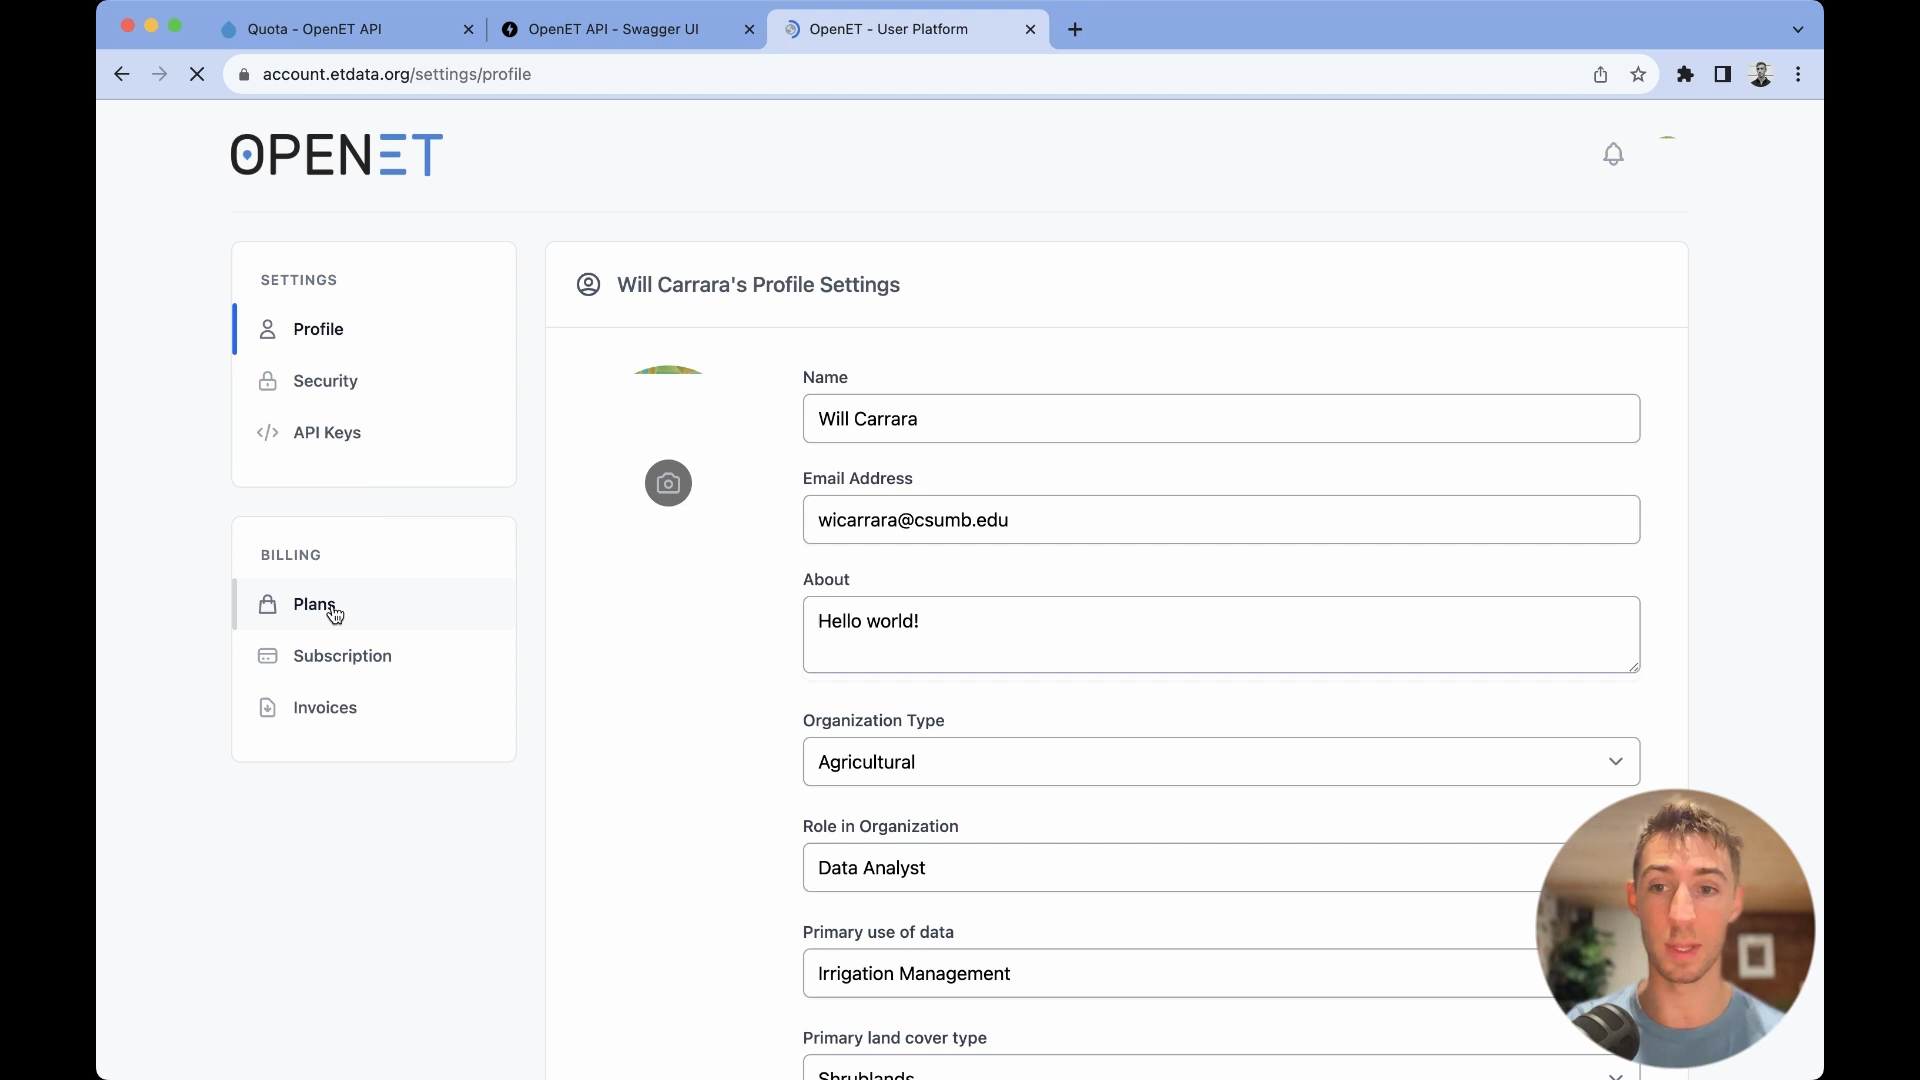 Quota - OpenET API
OpenET API - Swagger UI
OpenET - User Platform
account.etdata.org/settings/profile
OPENET
SETTINGS
Profile
Security
API Keys
BILLING
Plans
Subscription
Invoices
Will Carrara's Profile Settings
Name
Will Carrara
Email Address
wicarrara@csumb.edu
About
Hello world!
Organization Type
Agricultural
Role in Organization
Data Analyst
Primary use of data
Irrigation Management
Primary land cover type
Shrublands